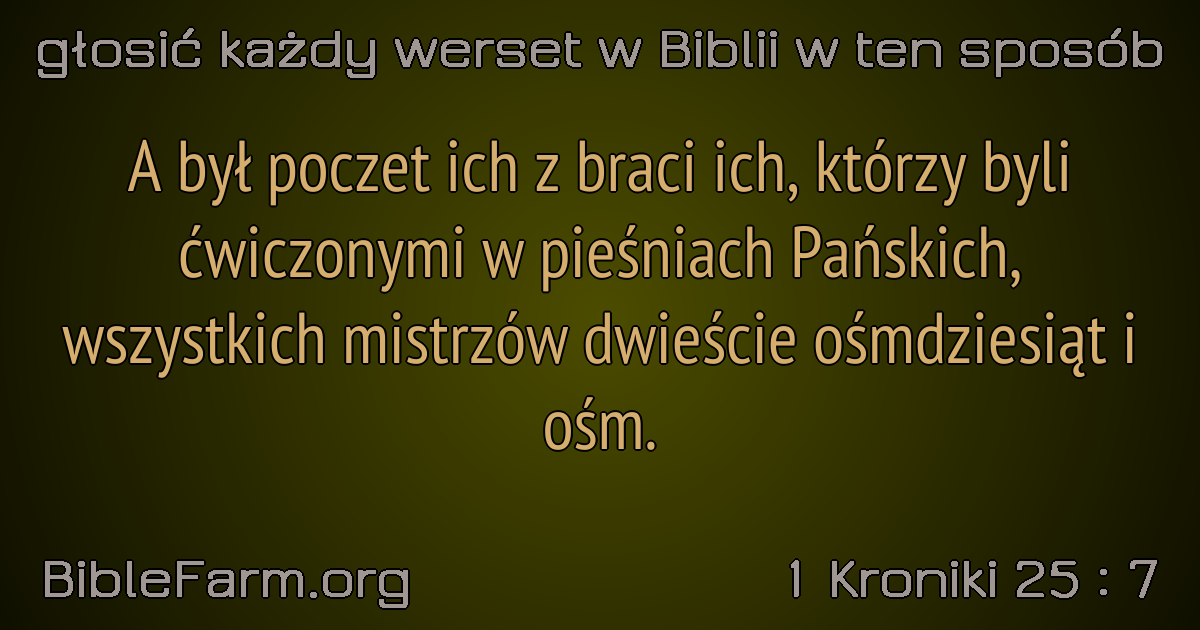 głosić każdy werset w Biblii w ten sposób
A był poczet ich z braci ich, którzy byli
ćwiczonymi w pieśniach Pańskich,
wszystkich mistrzów dwieście ośmdziesiąt i
ośm.
BibleFarm.org
1 Kroniki 25 : 7